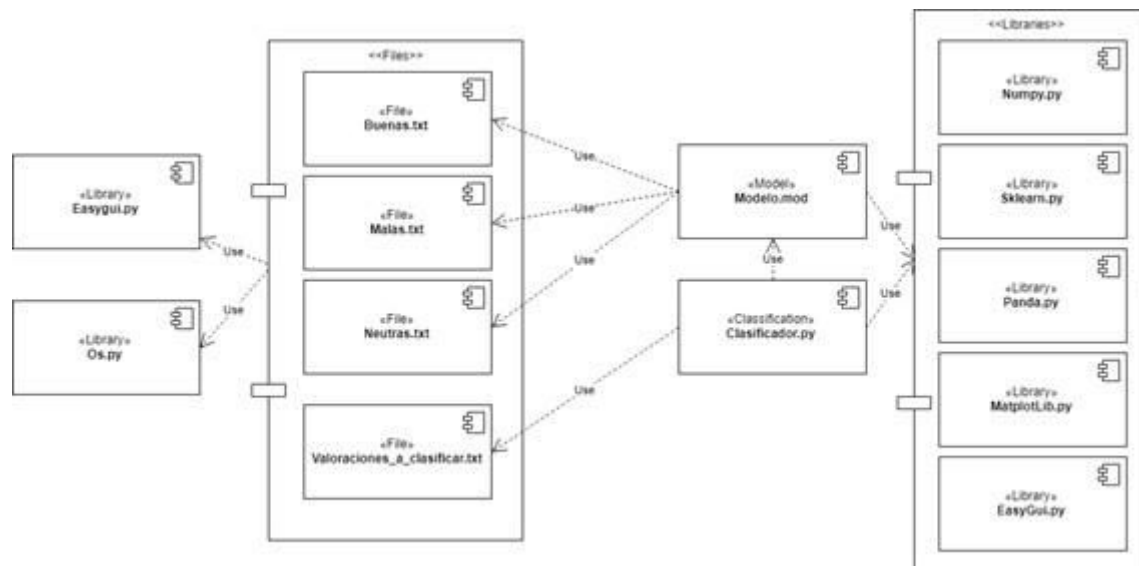 «Library»
Easygui.py
«Library»
Os.py
Use
Use
<<Files>>
«File»
Buenas.txt
«File»
Malas.txt
«File»
Neutras.txt
«File»
Valoraciones_a_clasificar.txt
Use
Use
Use
Use
«Model»
Modelo.mod
Use
«Classification»
Clasificador.py
Use
Use
<<Libraries>>
«Library»
Numpy.py
«Library»
Sklearn.py
«Library»
Panda.py
«Library»
MatplotLib.py
«Library»
EasyGui.py